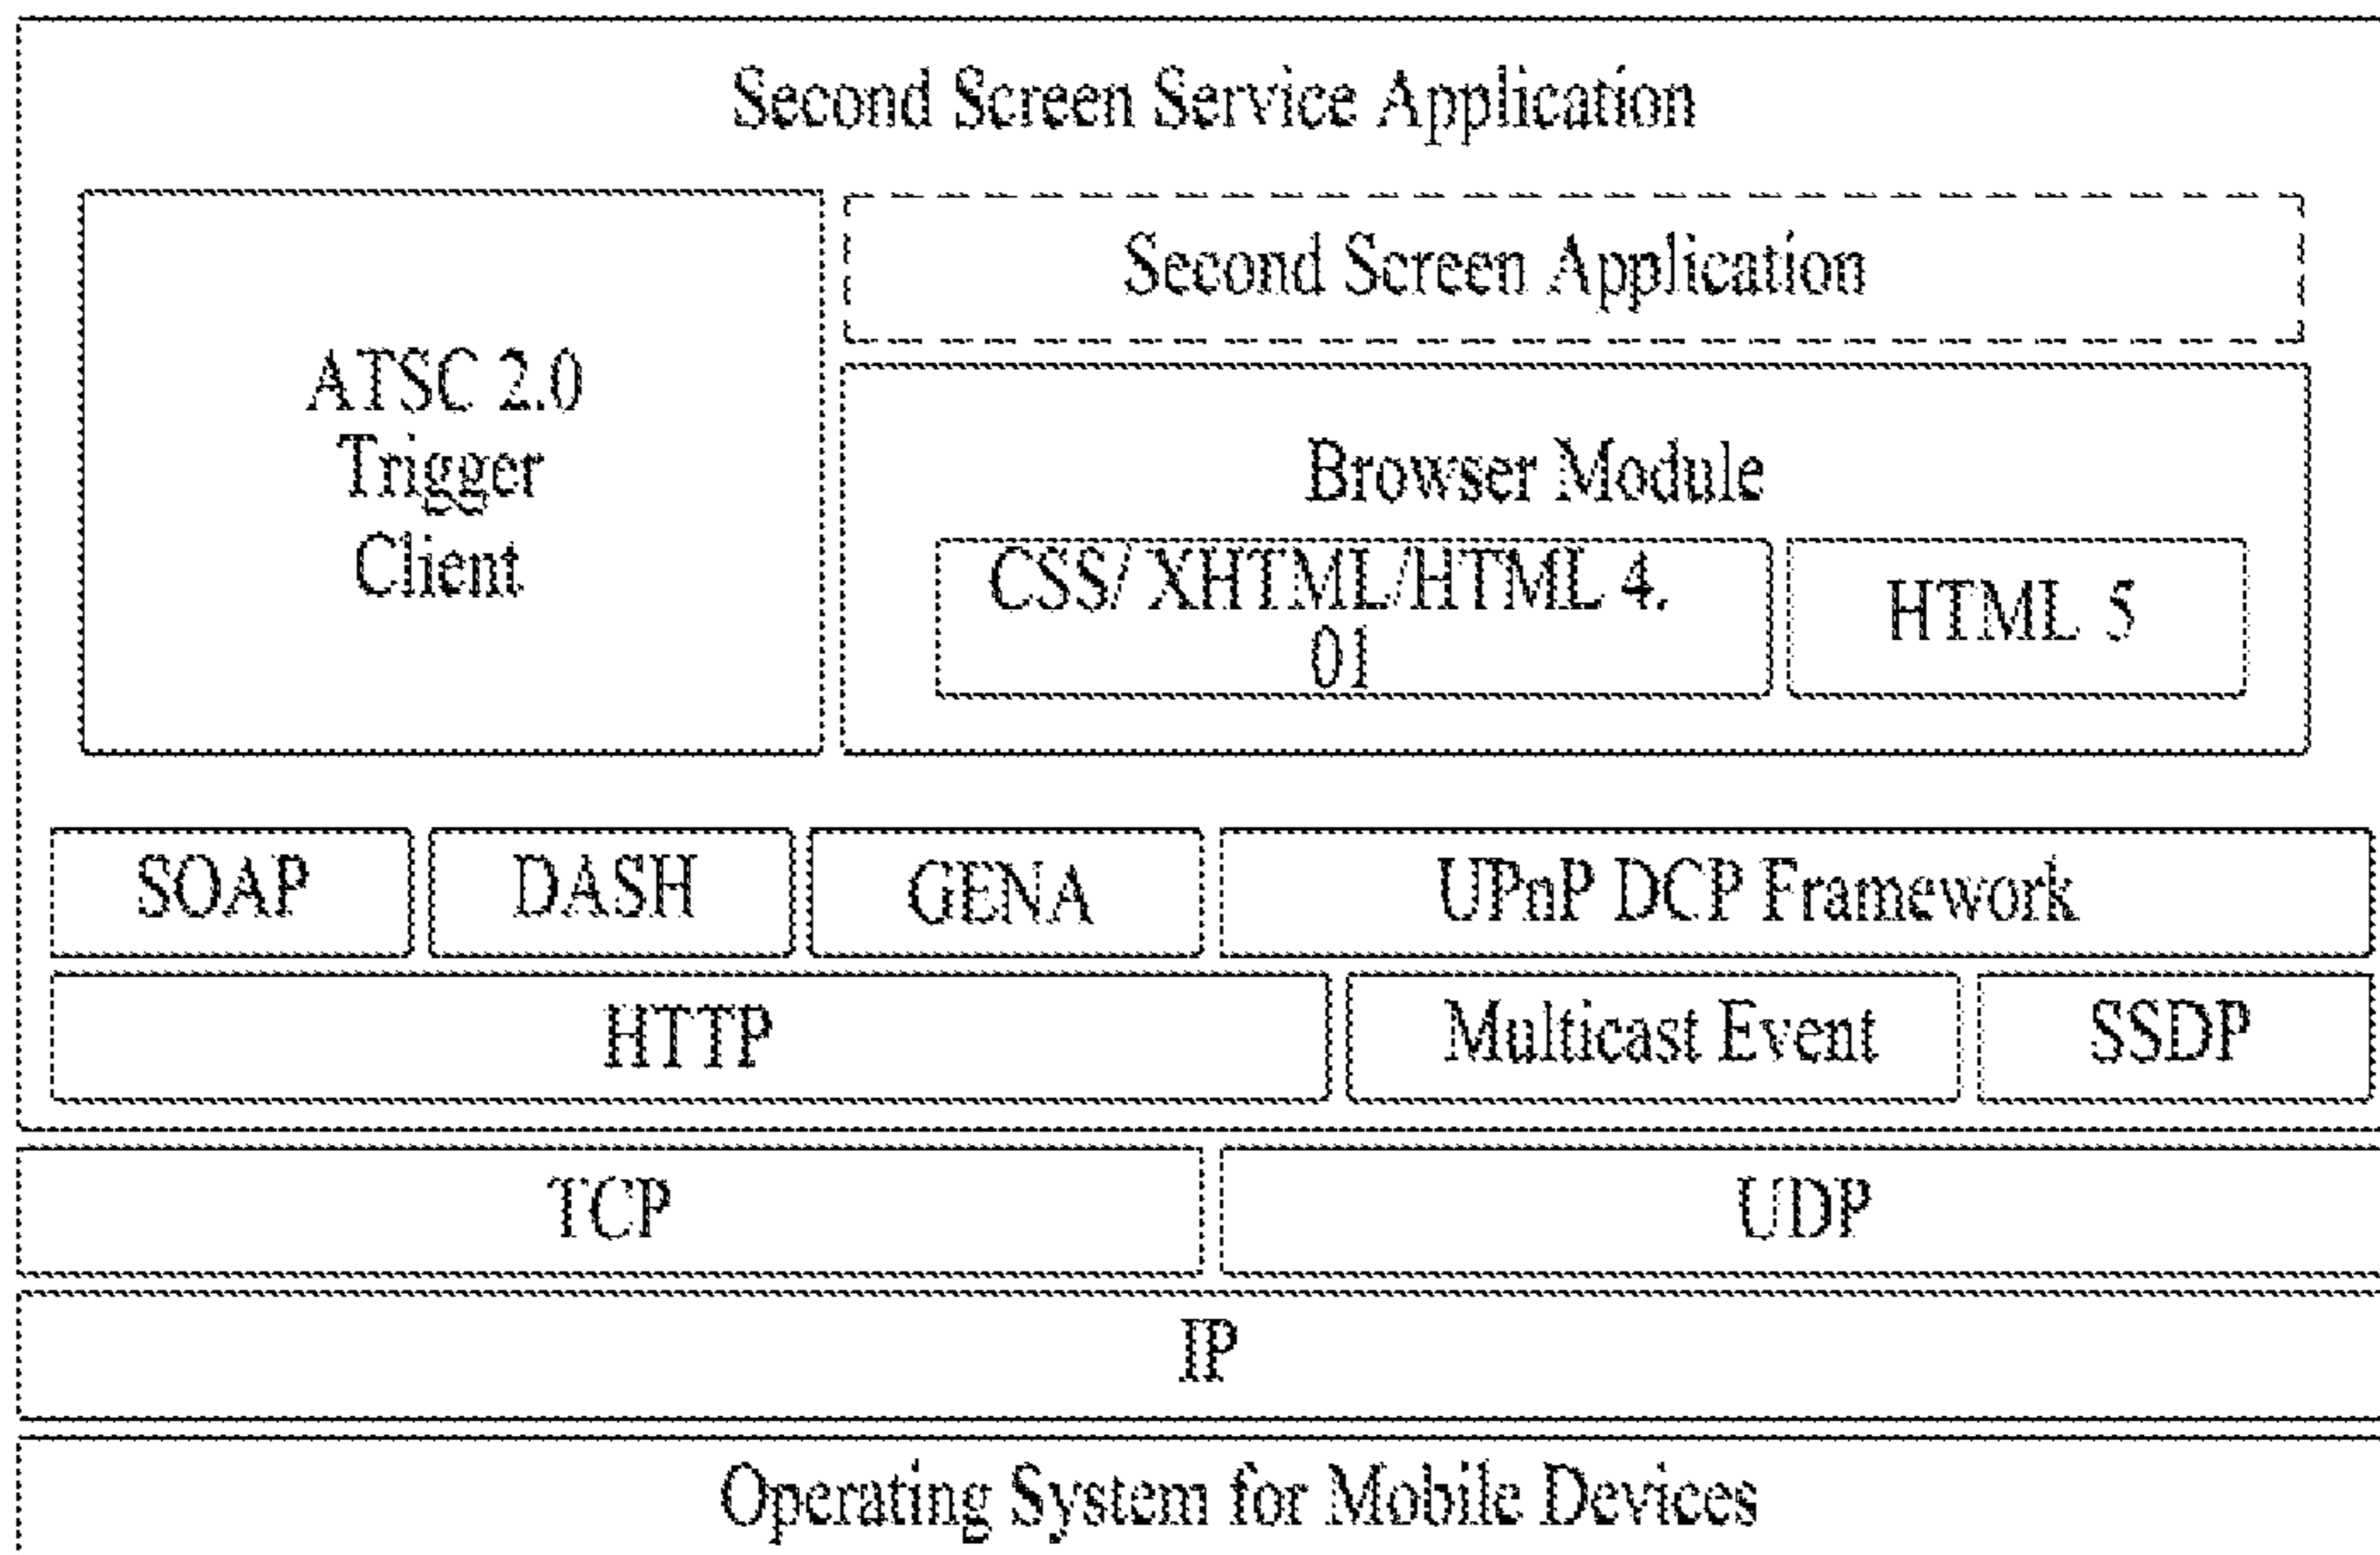 Second Screen Service Application
Second Screen Application
ATSC 2.0
Trigger
Client
Browser Module
CSS/ XHTML/HTML 4.
01
HTML 5
SOAP
DASH
GENA
UPnP DCP Framework
HTTP
Multicast Event
SSDP
TCP
UDP
IP
Operating System for Mobile Devices